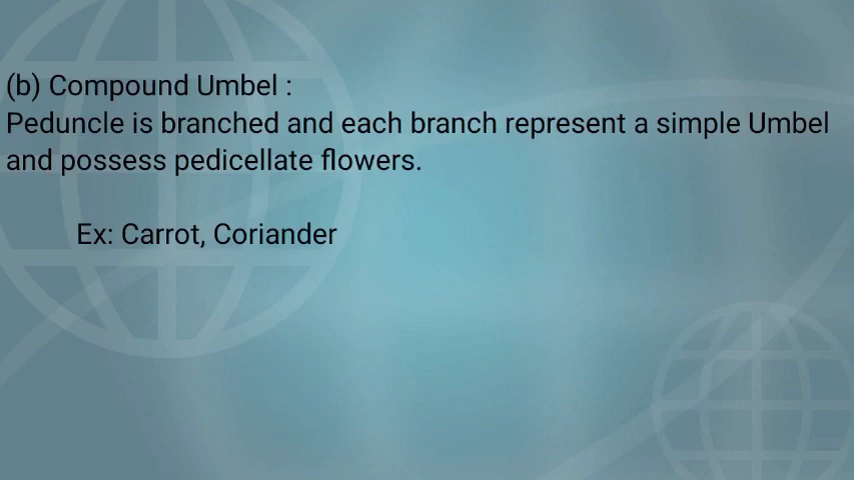 (b) Compound Umbel :
Peduncle is branched and each branch represent a simple Umbel
and possess pedicellate flowers.
Ex: Carrot, Coriander